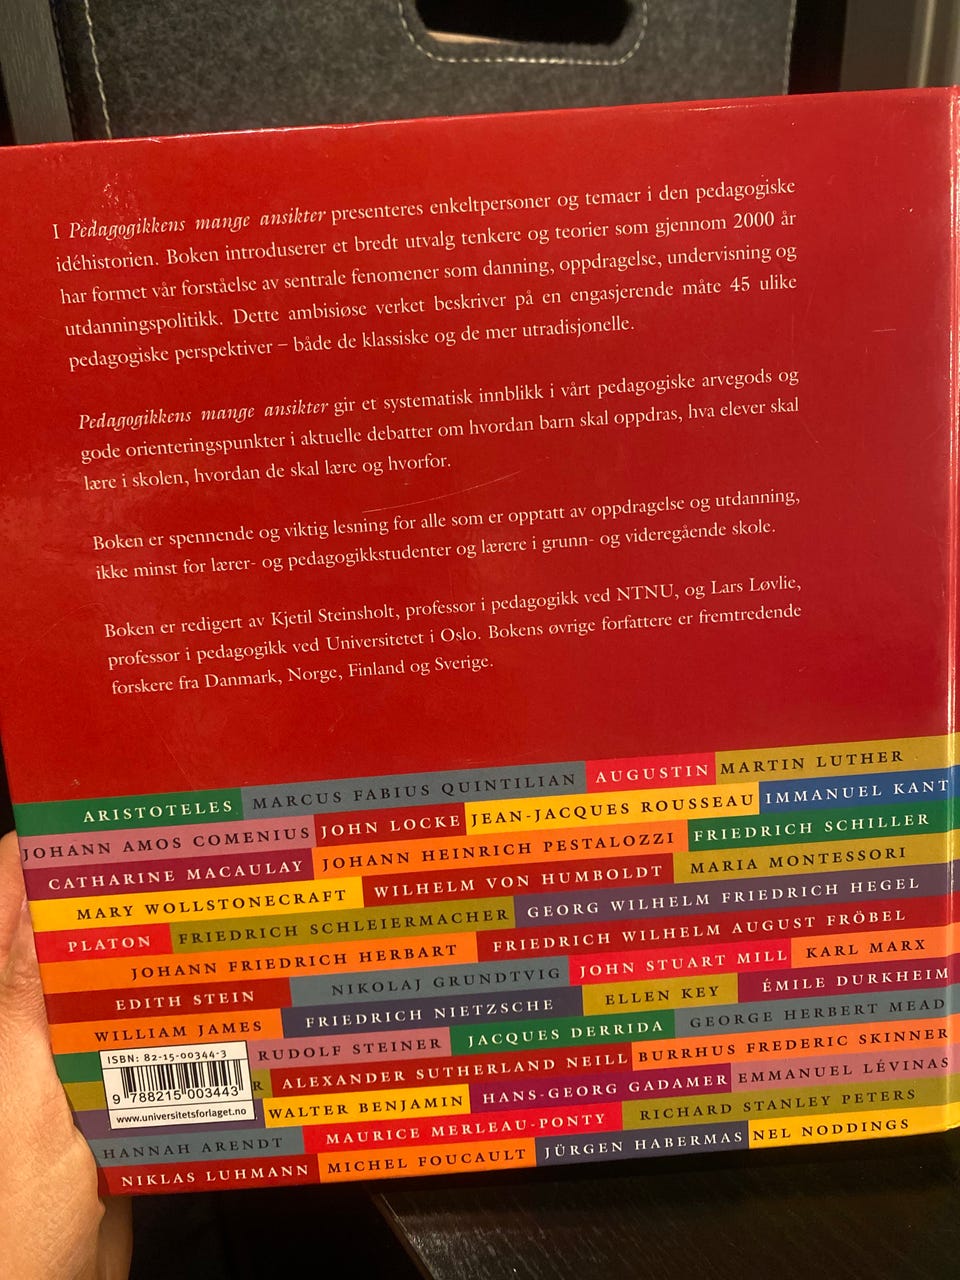 I Pedagogikkens mange ansikter presenteres enkeltpersoner og temaer i den pedagogiske
idéhistorien. Boken introduserer et bredt utvalg tenkere og teorier som gjennom 2000 år
har formet vår forståelse av sentrale fenomener som danning, oppdragelse, undervisning og
utdanningspolitikk. Dette ambisiøse verket beskriver på en engasjerende måte 45 ulike
pedagogiske perspektiver – både de klassiske og de mer utradisjonelle.
Pedagogikkens mange ansikter gir et systematisk innblikk i vårt pedagogiske arvegods og
gode orienteringspunkter i aktuelle debatter om hvordan barn skal oppdras, hva elever skal
lære i skolen, hvordan de skal lære og hvorfor.
Boken er spennende og viktig lesning for alle som er opptatt av oppdragelse og utdanning,
ikke minst for lærer- og pedagogikkstudenter og lærere i grunn- og videregående skole.
Boken er redigert av Kjetil Steinsholt, professor i pedagogikk ved NTNU, og Lars Løvlie,
professor i pedagogikk ved Universitetet i Oslo. Bokens øvrige forfattere er fremtredende
forskere fra Danmark, Norge, Finland og Sverige.
ARISTOTELES MARCUS FABIUS QUINTILIAN AUGUSTIN MARTIN LUTHER
JOHANN AMOS COMENIUS JOHN LOCKE JEAN-JACQUES ROUSSEAU IMMANUEL KANT
CATHARINE MACAULAY JOHANN HEINRICH PESTALOZZI FRIEDRICH SCHILLER
MARY WOLLSTONECRAFT WILHELM VON HUMBOLDT MARIA MONTESSORI
PLATON FRIEDRICH SCHLEIERMACHER GEORG WILHELM FRIEDRICH HEGEL
JOHANN FRIEDRICH HERBART FRIEDRICH WILHELM AUGUST FRÖBEL
EDITH STEIN NIKOLAJ GRUNDTVIG JOHN STUART MILL KARL MARX
WILLIAM JAMES FRIEDRICH NIETZSCHE ELLEN KEY ÉMILE DURKHEIM
RUDOLF STEINER JACQUES DERRIDA GEORGE HERBERT MEAD
R ALEXANDER SUTHERLAND NEILL BURRHUS FREDERIC SKINNER
WALTER BENJAMIN HANS-GEORG GADAMER EMMANUEL LÉVINAS
HANNAH ARENDT MAURICE MERLEAU-PONTY RICHARD STANLEY PETERS
NIKLAS LUHMANN MICHEL FOUCAULT JÜRGEN HABERMAS NEL NODDINGS
ISBN: 82-15-00344-3
9 788215 003443
www.universitetsforlaget.no